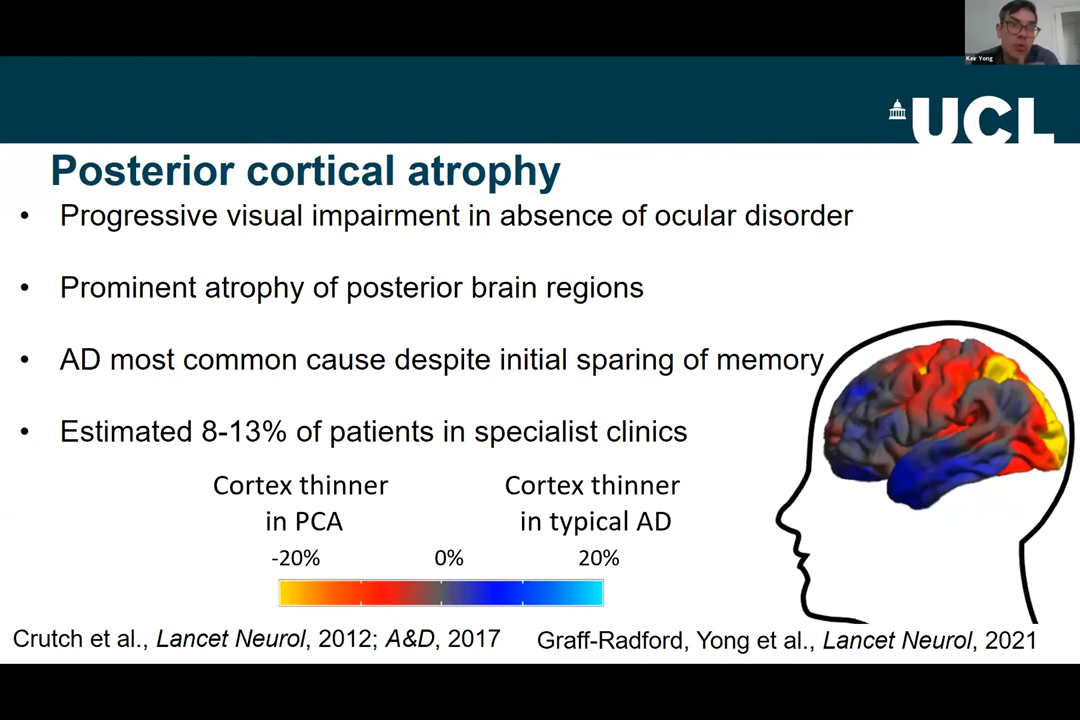 Keir Yong
UCL
Posterior cortical atrophy
• Progressive visual impairment in absence of ocular disorder
• Prominent atrophy of posterior brain regions
• AD most common cause despite initial sparing of memory
• Estimated 8-13% of patients in specialist clinics
Cortex thinner
in PCA
Cortex thinner
in typical AD
-20% 0% 20%
Crutch et al., Lancet Neurol, 2012; A&D, 2017
Graff-Radford, Yong et al., Lancet Neurol, 2021